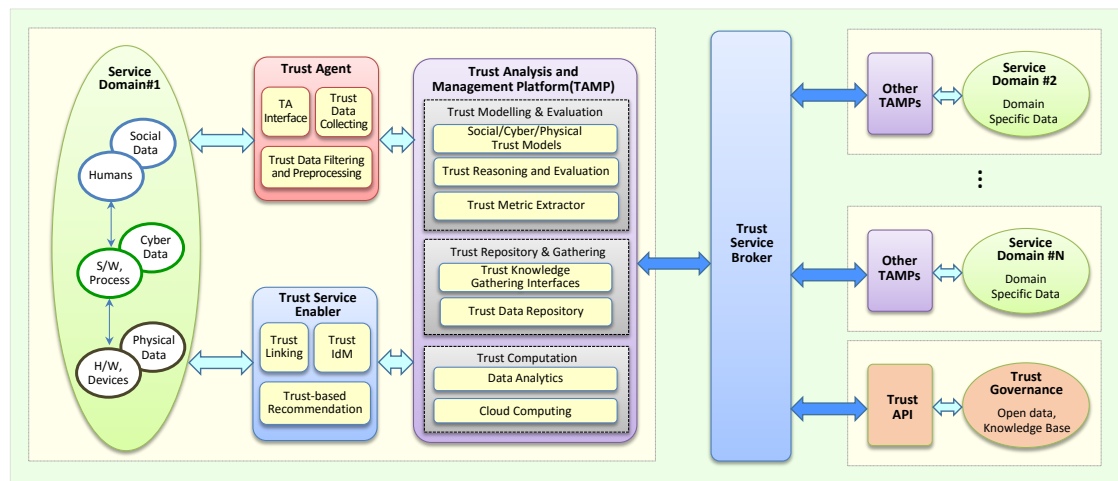 Service
Domain#1
Social
Data
Humans
Cyber
Data
S/W,
Process
Physical
Data
H/W,
Devices
Trust Agent
TA
Interface
Trust
Data
Collecting
Trust Data Filtering
and Preprocessing
Trust Service
Enabler
Trust
Linking
Trust
IdM
Trust-based
Recommendation
Trust Analysis and
Management Platform(TAMP)
Trust Modelling & Evaluation
Social/Cyber/Physical
Trust Models
Trust Reasoning and Evaluation
Trust Metric Extractor
Trust Repository & Gathering
Trust Knowledge
Gathering Interfaces
Trust Data Repository
Trust Computation
Data Analytics
Cloud Computing
Trust
Service
Broker
Other
TAMPs
Service
Domain #2
Domain
Specific Data
...
Other
TAMPs
Service
Domain #N
Domain
Specific Data
Trust
API
Trust
Governance
Open data,
Knowledge Base